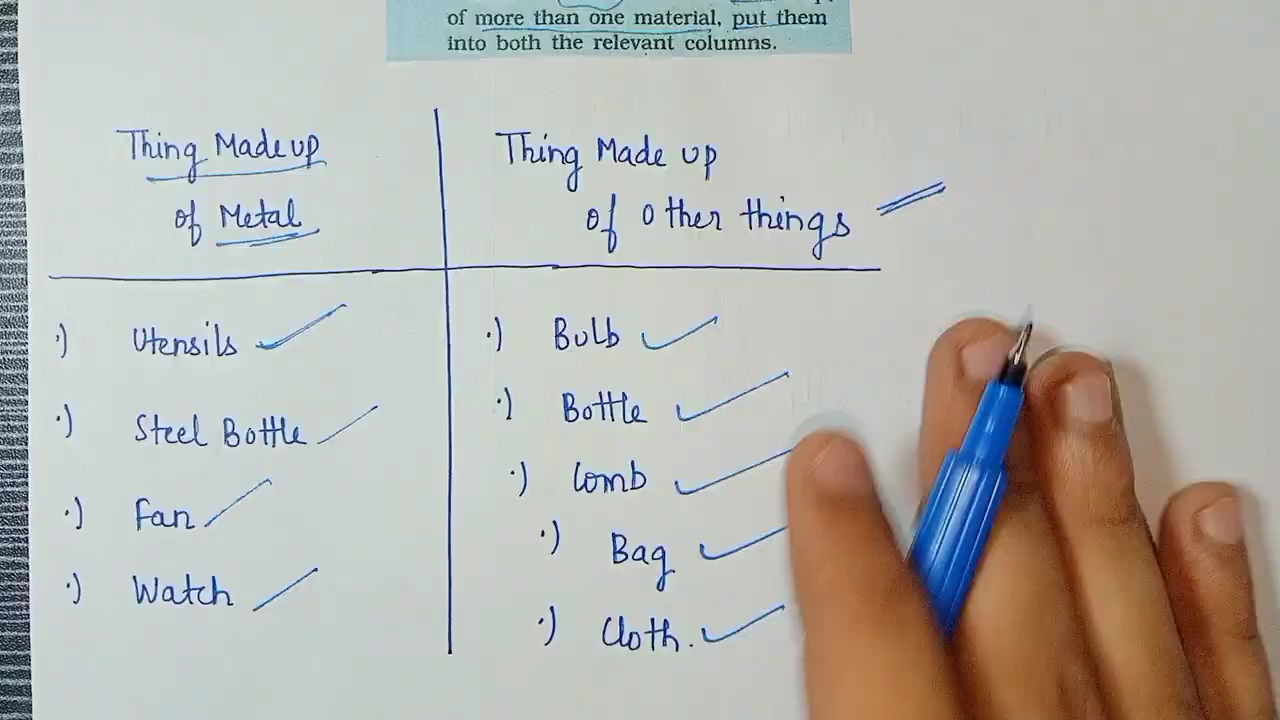 of more than one material, put them
into both the relevant columns.
Thing Made up
of Metal
Thing Made up
of Other things
·) Utensils
·) Steel Bottle
·) Fan
·) Watch
·) Bulb
·) Bottle
·) Comb
·) Bag
·) Cloth.